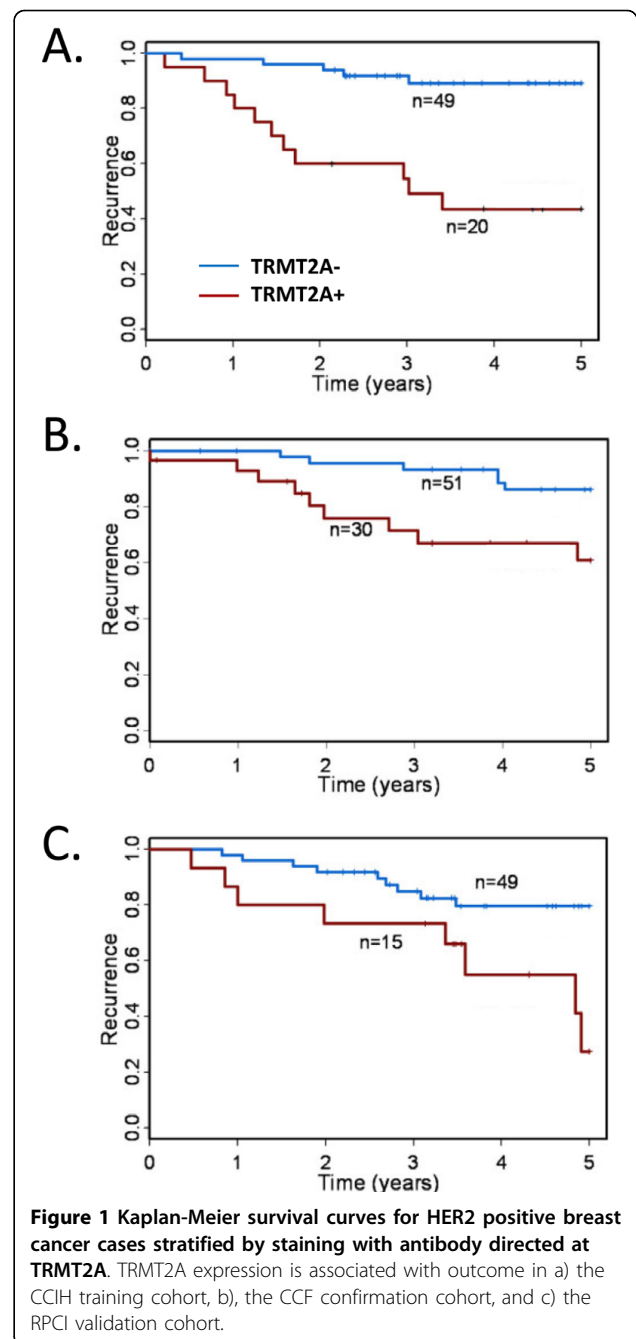 A.
Recurrence
0.0 0.2 0.4 0.6 0.8 1.0
n=49
n=20
TRMT2A-
TRMT2A+
0 1 2 3 4 5
Time (years)
B.
Recurrence
0.0 0.2 0.4 0.6 0.8 1.0
n=51
n=30
0 1 2 3 4 5
Time (years)
C.
Recurrence
0.0 0.2 0.4 0.6 0.8 1.0
n=49
n=15
0 1 2 3 4 5
Time (years)
Figure 1 Kaplan-Meier survival curves for HER2 positive breast
cancer cases stratified by staining with antibody directed at
TRMT2A. TRMT2A expression is associated with outcome in a) the
CCIH training cohort, b), the CCF confirmation cohort, and c) the
RPCI validation cohort.